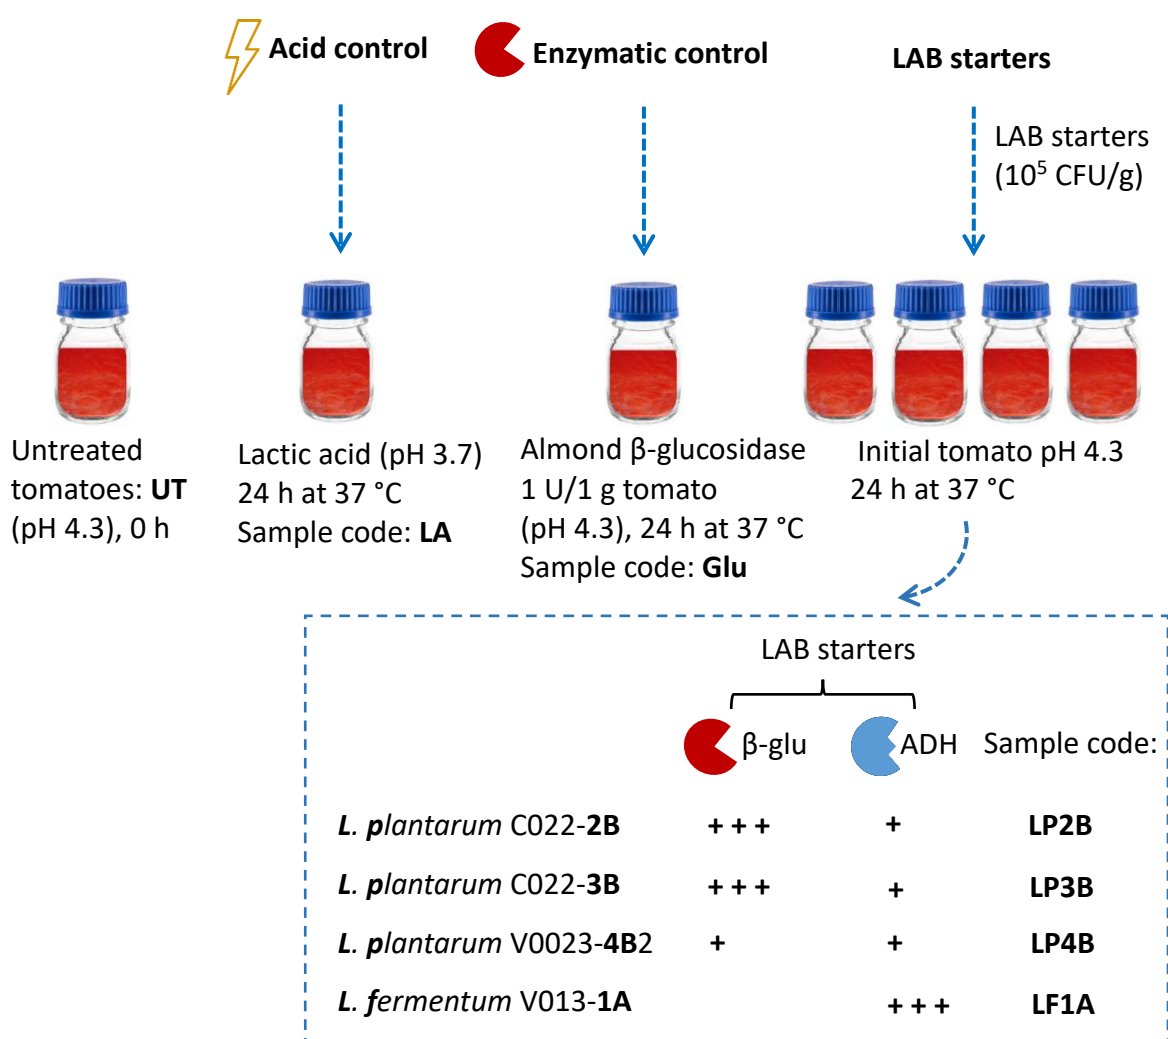 Acid control
Enzymatic control
LAB starters
LAB starters
(10⁵ CFU/g)
Untreated
tomatoes: UT
(pH 4.3), 0 h
Lactic acid (pH 3.7)
24 h at 37 °C
Sample code: LA
Almond β-glucosidase
1 U/1 g tomato
(pH 4.3), 24 h at 37 °C
Sample code: Glu
Initial tomato pH 4.3
24 h at 37 °C
LAB starters
β-glu ADH Sample code:
L. plantarum C022-2B +++ + LP2B
L. plantarum C022-3B +++ + LP3B
L. plantarum V0023-4B2 + + LP4B
L. fermentum V013-1A +++ LF1A